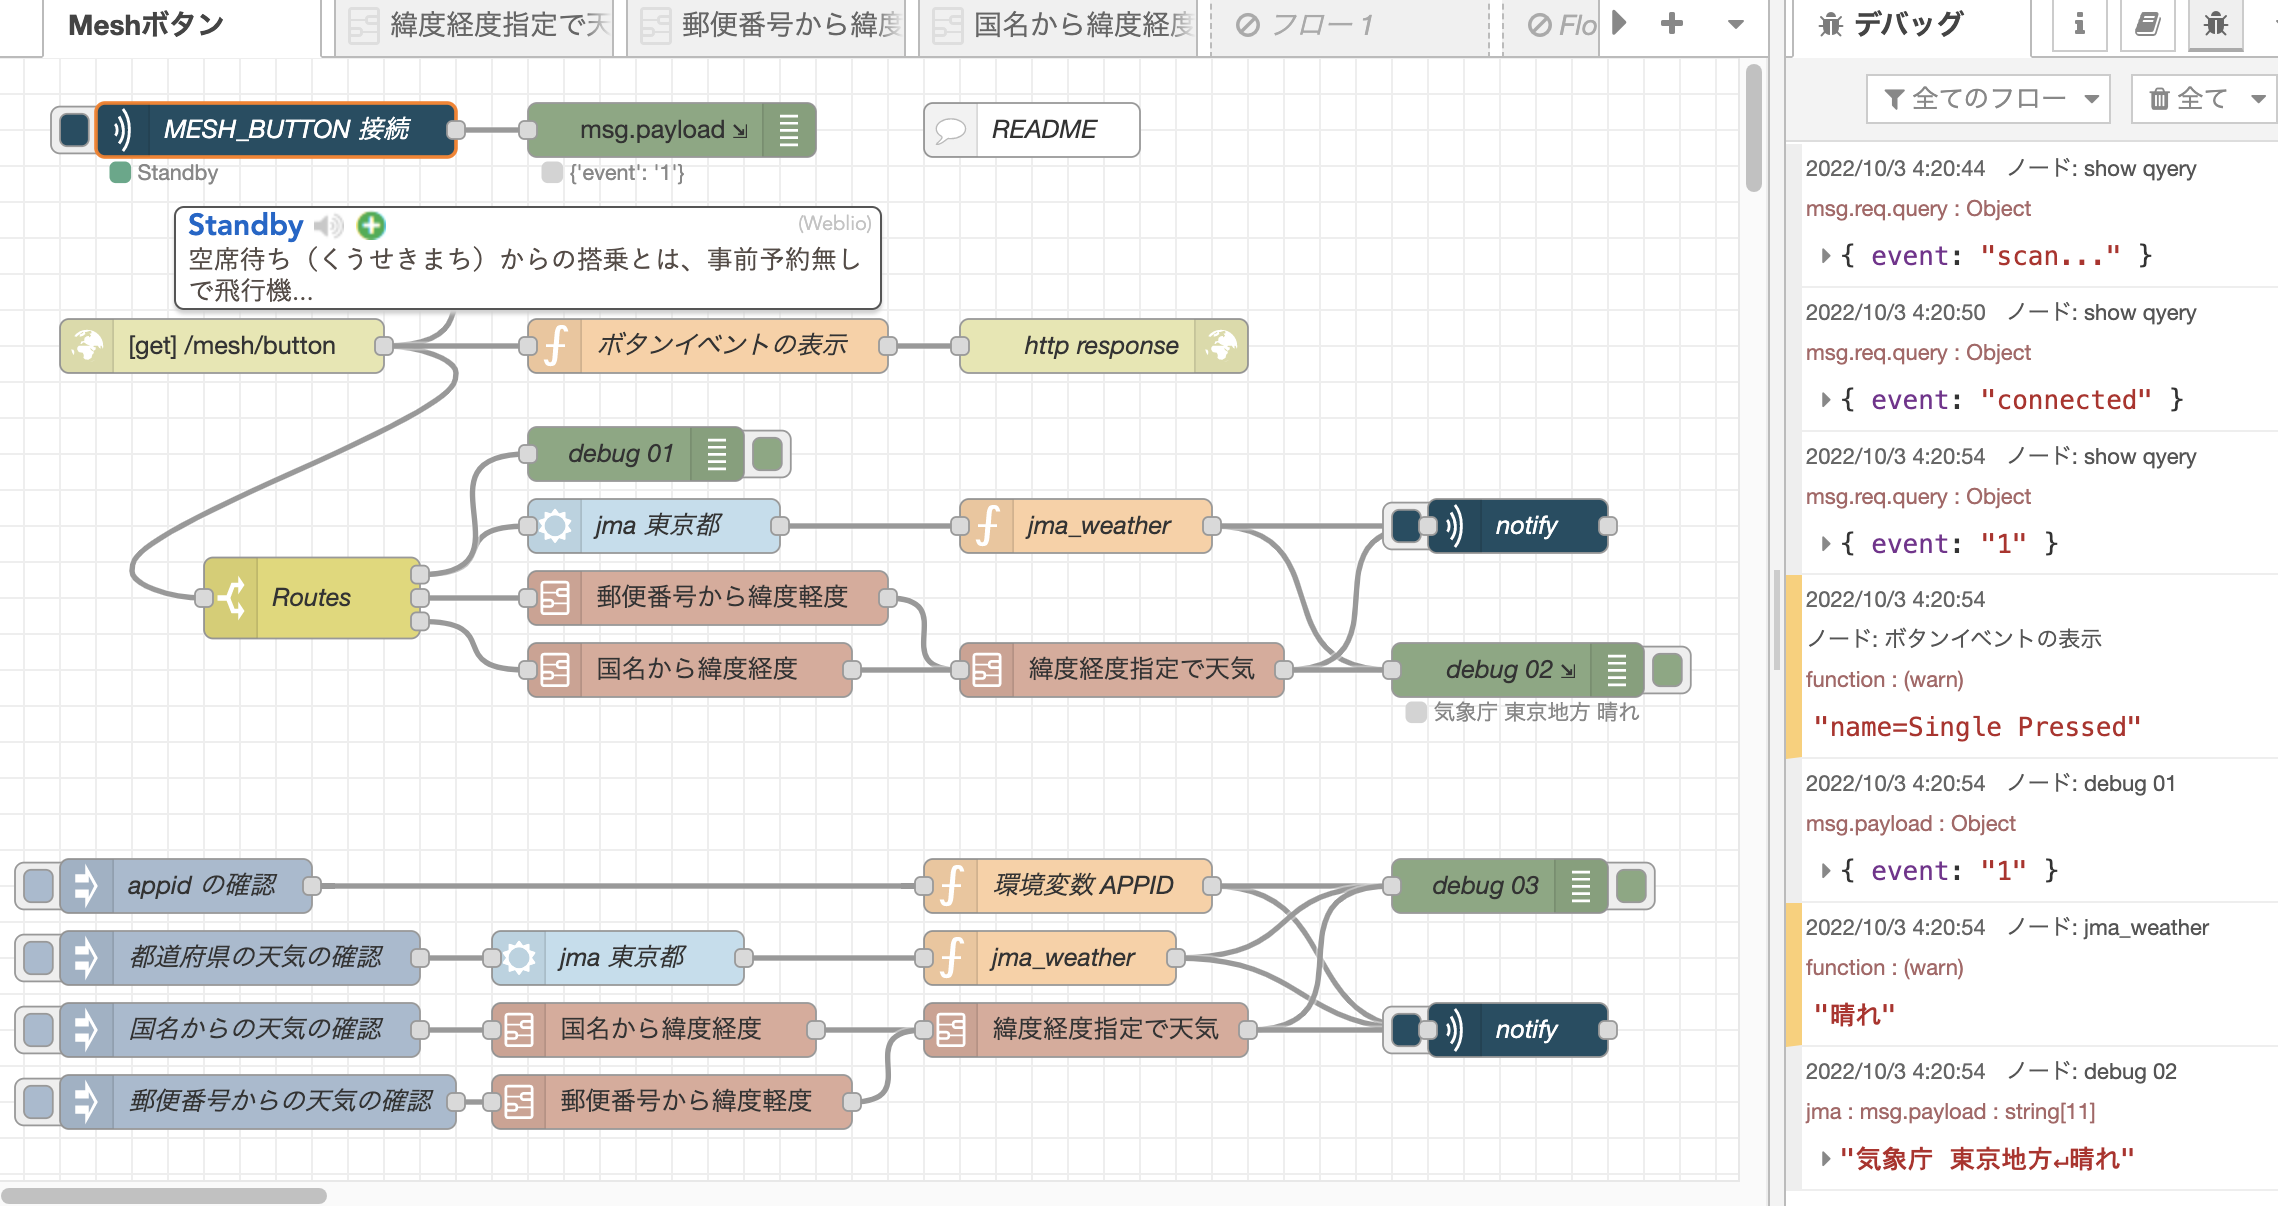 Meshボタン
緯度経度指定で天
郵便番号から緯度
国名から緯度経度
フロー 1
Flo
デバッグ
全てのフロー
全て
MESH_BUTTON 接続
msg.payload
README
Standby
{'event': '1'}
Standby
(Weblio)
空席待ち（くうせきまち）からの搭乗とは、事前予約無し
で飛行機...
[get] /mesh/button
ボタンイベントの表示
http response
debug 01
jma 東京都
jma_weather
notify
Routes
郵便番号から緯度軽度
国名から緯度経度
緯度経度指定で天気
debug 02
気象庁 東京地方 晴れ
appid の確認
環境変数 APPID
debug 03
都道府県の天気の確認
jma 東京都
jma_weather
国名からの天気の確認
国名から緯度経度
緯度経度指定で天気
notify
郵便番号からの天気の確認
郵便番号から緯度軽度
2022/10/3 4:20:44 ノード: show qyery
msg.req.query : Object
{ event: "scan..." }
2022/10/3 4:20:50 ノード: show qyery
msg.req.query : Object
{ event: "connected" }
2022/10/3 4:20:54 ノード: show qyery
msg.req.query : Object
{ event: "1" }
2022/10/3 4:20:54
ノード: ボタンイベントの表示
function : (warn)
"name=Single Pressed"
2022/10/3 4:20:54 ノード: debug 01
msg.payload : Object
{ event: "1" }
2022/10/3 4:20:54 ノード: jma_weather
function : (warn)
"晴れ"
2022/10/3 4:20:54 ノード: debug 02
jma : msg.payload : string[11]
"気象庁 東京地方↵晴れ"